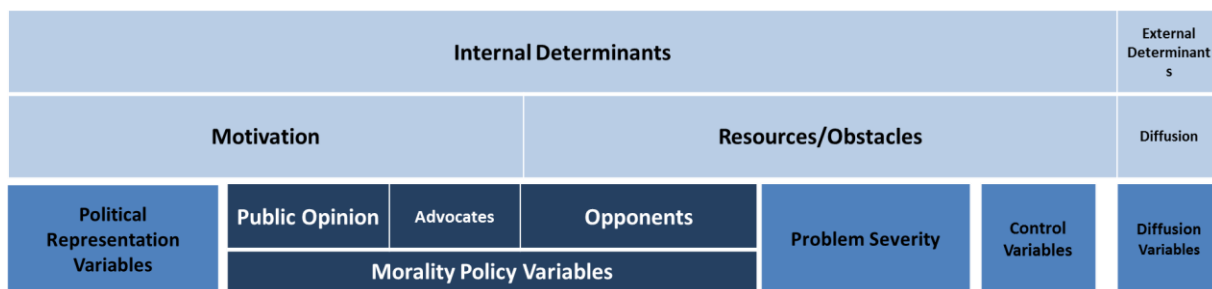 Internal Determinants
External
Determinant
s
Motivation
Resources/Obstacles
Diffusion
Political
Representation
Variables
Public Opinion
Advocates
Opponents
Morality Policy Variables
Problem Severity
Control
Variables
Diffusion
Variables